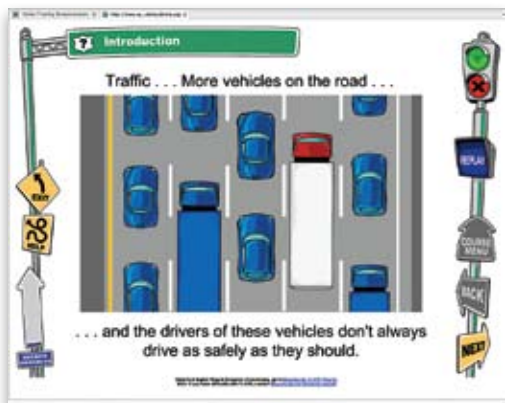 Introduction
Traffic . . . More vehicles on the road . . .
REPLAY
EXIT
HELP
COURSE
MENU
BACK
. . . and the drivers of these vehicles don't always
drive as safely as they should.
NEXT